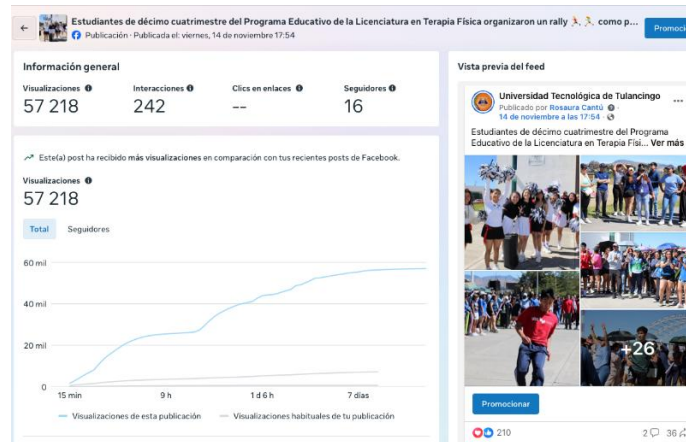 Estudiantes de décimo cuatrimestre del Programa Educativo de la Licenciatura en Terapia Física organizaron un rally 🏃 🏃 como p...
Publicación · Publicada el: viernes, 14 de noviembre 17:54
Promoci
Información general
Visualizaciones
Interacciones
Clics en enlaces
Seguidores
57 218
242
--
16
Este(a) post ha recibido más visualizaciones en comparación con tus recientes posts de Facebook.
Visualizaciones
57 218
Total
Seguidores
60 mil
40 mil
20 mil
0
15 min
9 h
1 d 6 h
7 días
Visualizaciones de esta publicación
Visualizaciones habituales de tu publicación
Vista previa del feed
Universidad Tecnológica de Tulancingo
Publicado por Rosaura Cantú
14 de noviembre a las 17:54 ·
Estudiantes de décimo cuatrimestre del Programa
Educativo de la Licenciatura en Terapia Físi... Ver más
+26
Promocionar
210
2
36